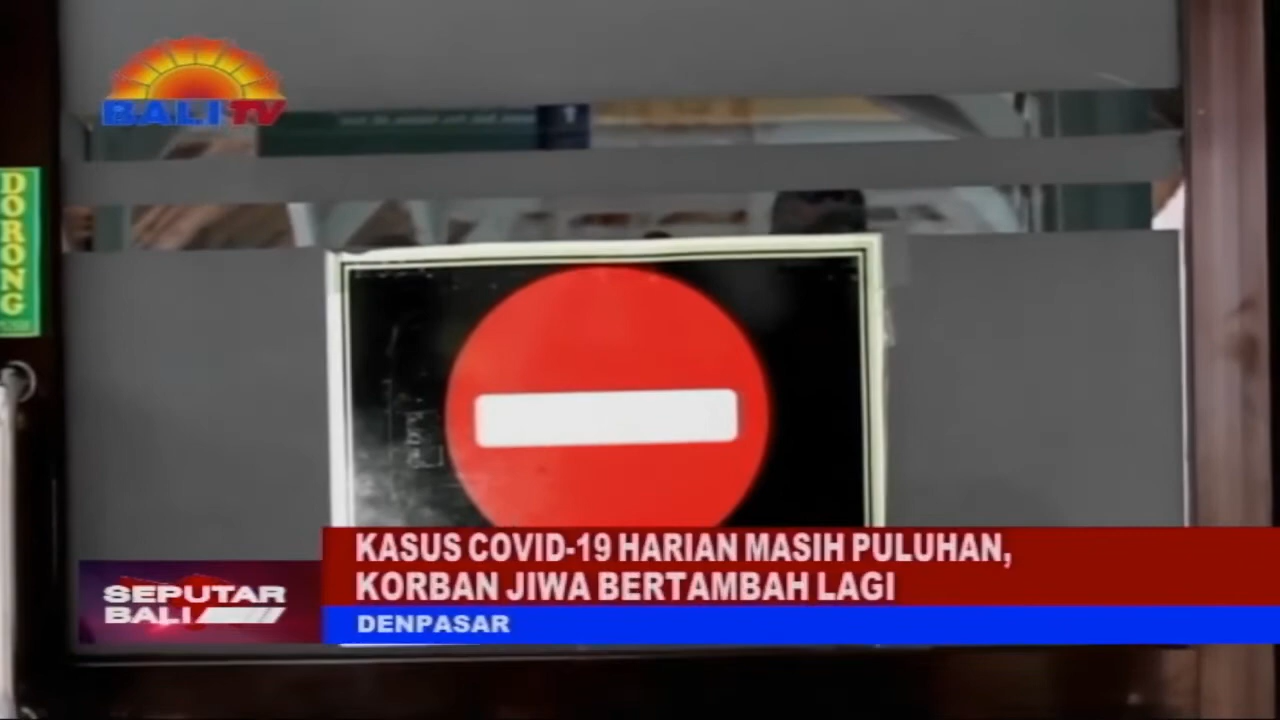 BALI TV
DORONG
KASUS COVID-19 HARIAN MASIH PULUHAN,
KORBAN JIWA BERTAMBAH LAGI
SEPUTAR
BALI
DENPASAR